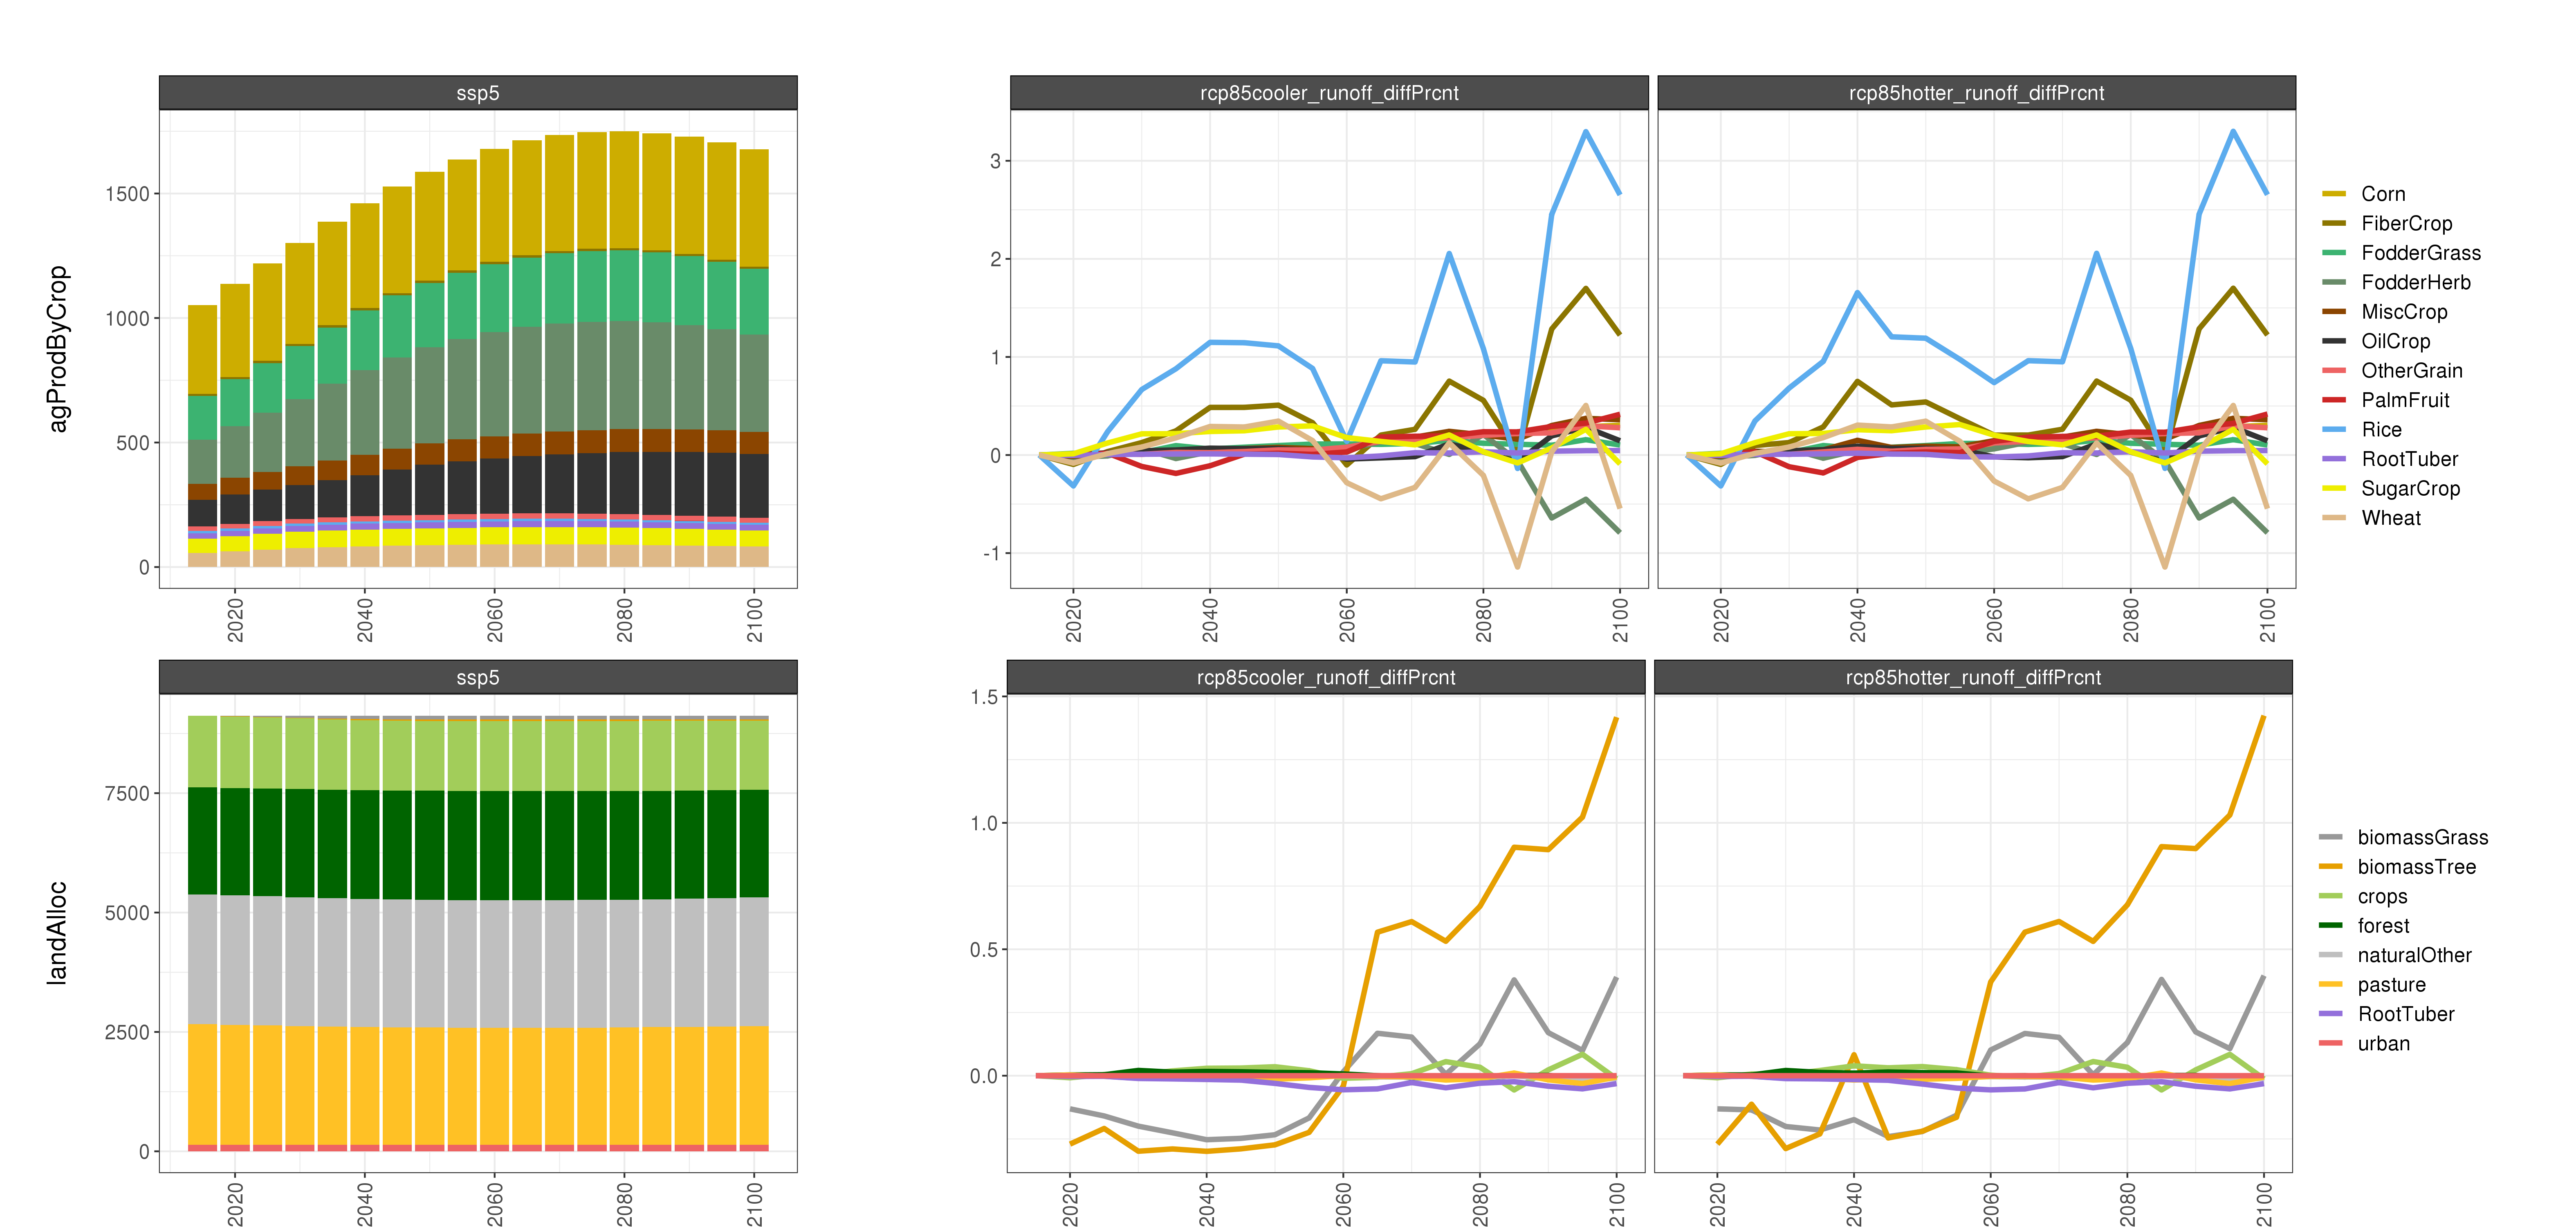 ssp5
rcp85cooler_runoff_diffPrcnt
rcp85hotter_runoff_diffPrcnt
agProdByCrop
1500
1000
500
0
2020
2040
2060
2080
2100
3
2
1
0
-1
2020
2040
2060
2080
2100
2020
2040
2060
2080
2100
Corn
FiberCrop
FodderGrass
FodderHerb
MiscCrop
OilCrop
OtherGrain
PalmFruit
Rice
RootTuber
SugarCrop
Wheat
ssp5
rcp85cooler_runoff_diffPrcnt
rcp85hotter_runoff_diffPrcnt
landAlloc
7500
5000
2500
0
2020
2040
2060
2080
2100
1.5
1.0
0.5
0.0
2020
2040
2060
2080
2100
2020
2040
2060
2080
2100
biomassGrass
biomassTree
crops
forest
naturalOther
pasture
RootTuber
urban